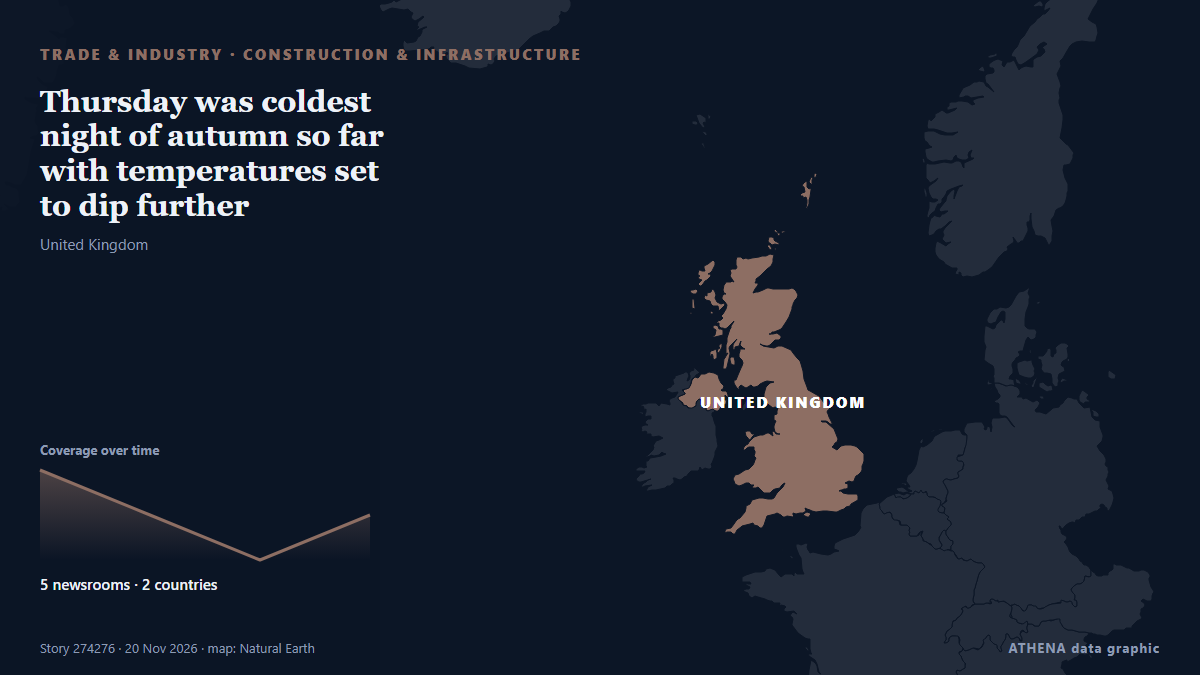 TRADE & INDUSTRY · CONSTRUCTION & INFRASTRUCTURE
Thursday was coldest
night of autumn so far
with temperatures set
to dip further
United Kingdom
UNITED KINGDOM
Coverage over time
5 newsrooms · 2 countries
Story 274276 · 20 Nov 2026 · map: Natural Earth
ATHENA data graphic